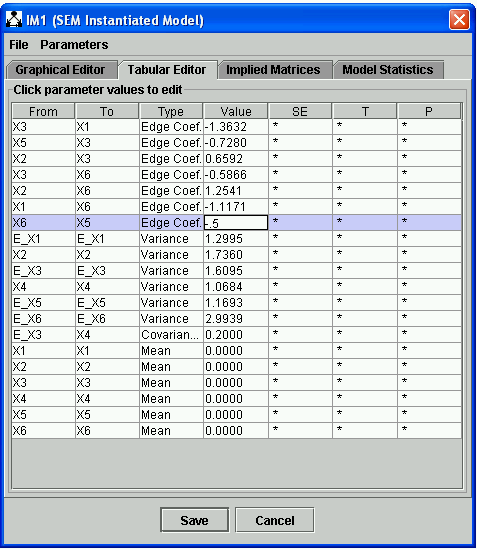 IM1 (SEM Instantiated Model)
File Parameters
Graphical Editor Tabular Editor Implied Matrices Model Statistics
Click parameter values to edit
From To Type Value SE T P
X3 X1 Edge Coef. -1.3632 * * *
X5 X3 Edge Coef. -0.7280 * * *
X2 X3 Edge Coef. 0.6592 * * *
X3 X6 Edge Coef. -0.5866 * * *
X2 X6 Edge Coef. 1.2541 * * *
X1 X6 Edge Coef. -1.1171 * * *
X6 X5 Edge Coef. -.5 * * *
E_X1 E_X1 Variance 1.2995 * * *
X2 X2 Variance 1.7360 * * *
E_X3 E_X3 Variance 1.6095 * * *
X4 X4 Variance 1.0684 * * *
E_X5 E_X5 Variance 1.1693 * * *
E_X6 E_X6 Variance 2.9939 * * *
E_X3 X4 Covarian... 0.2000 * * *
X1 X1 Mean 0.0000 * * *
X2 X2 Mean 0.0000 * * *
X3 X3 Mean 0.0000 * * *
X4 X4 Mean 0.0000 * * *
X5 X5 Mean 0.0000 * * *
X6 X6 Mean 0.0000 * * *
Save Cancel